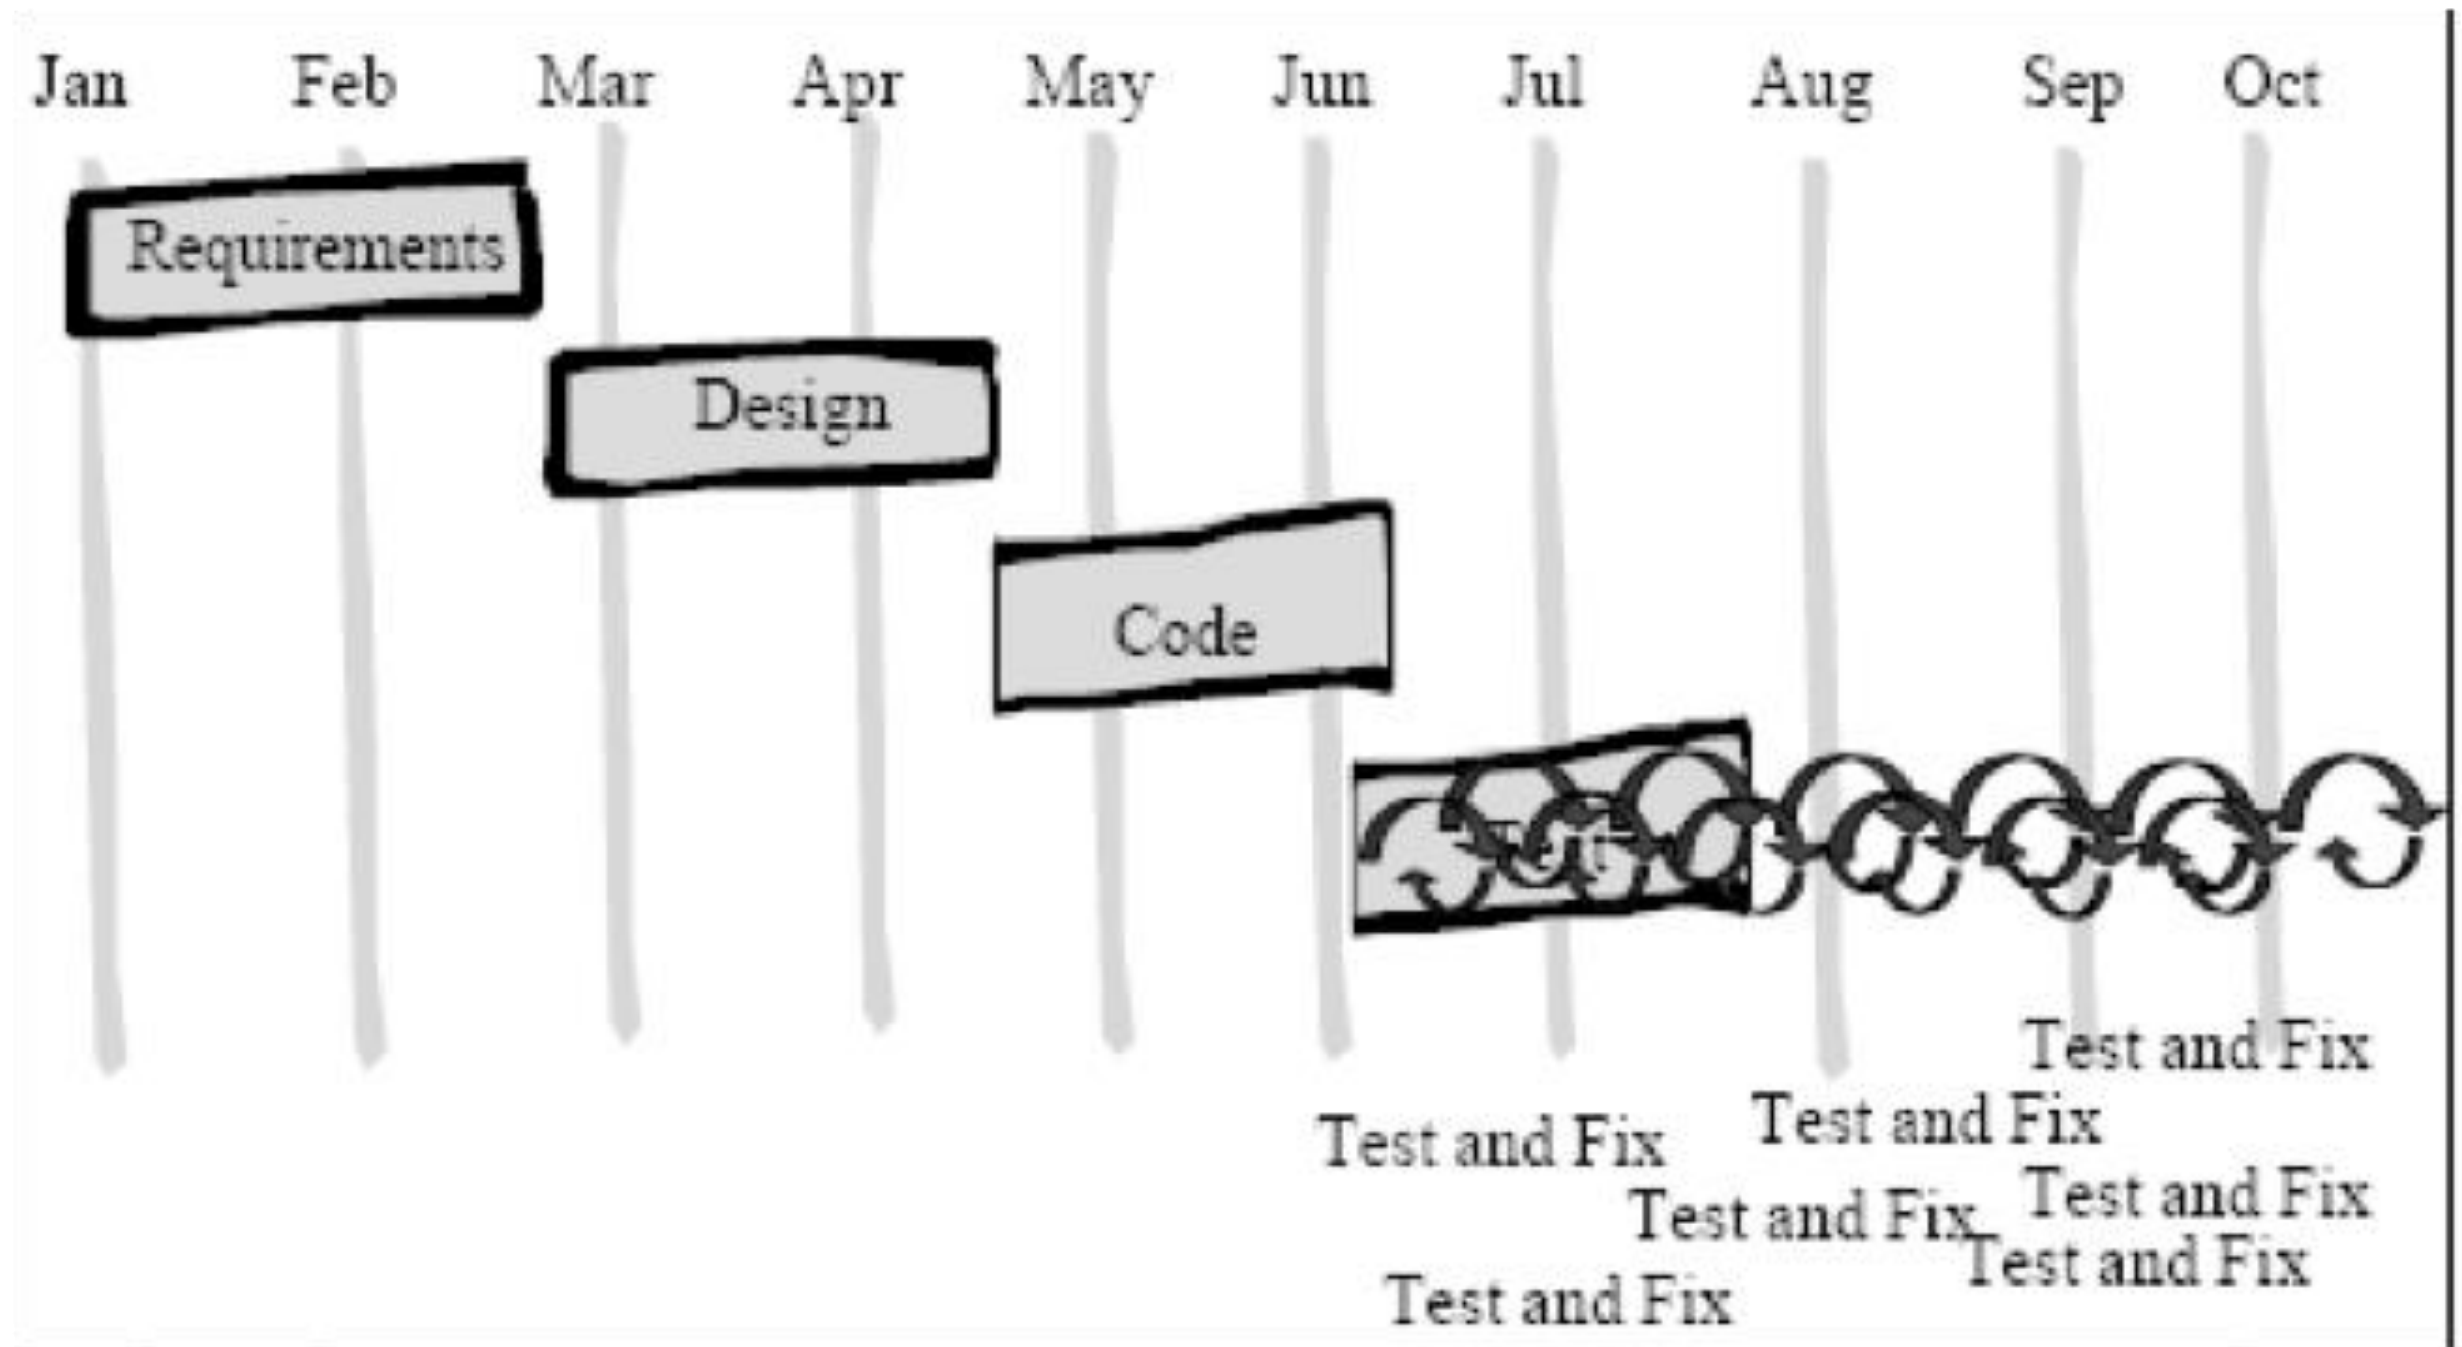 Jan Feb Mar Apr May Jun Jul Aug Sep Oct
Requirements
Design
Code
Test and Fix
Test and Fix
Test and Fix
Test and Fix
Test and Fix
Test and Fix
Test and Fix